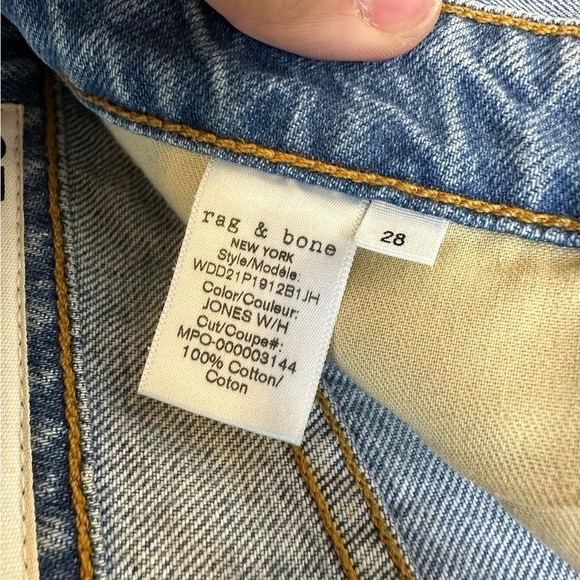 rag & bone
NEW YORK
Style/Modèle:
WDD21P1912B1JH
Color/Couleur:
JONES W/H
Cut/Coupe#:
MPO-000003144
100% Cotton/
Coton
28